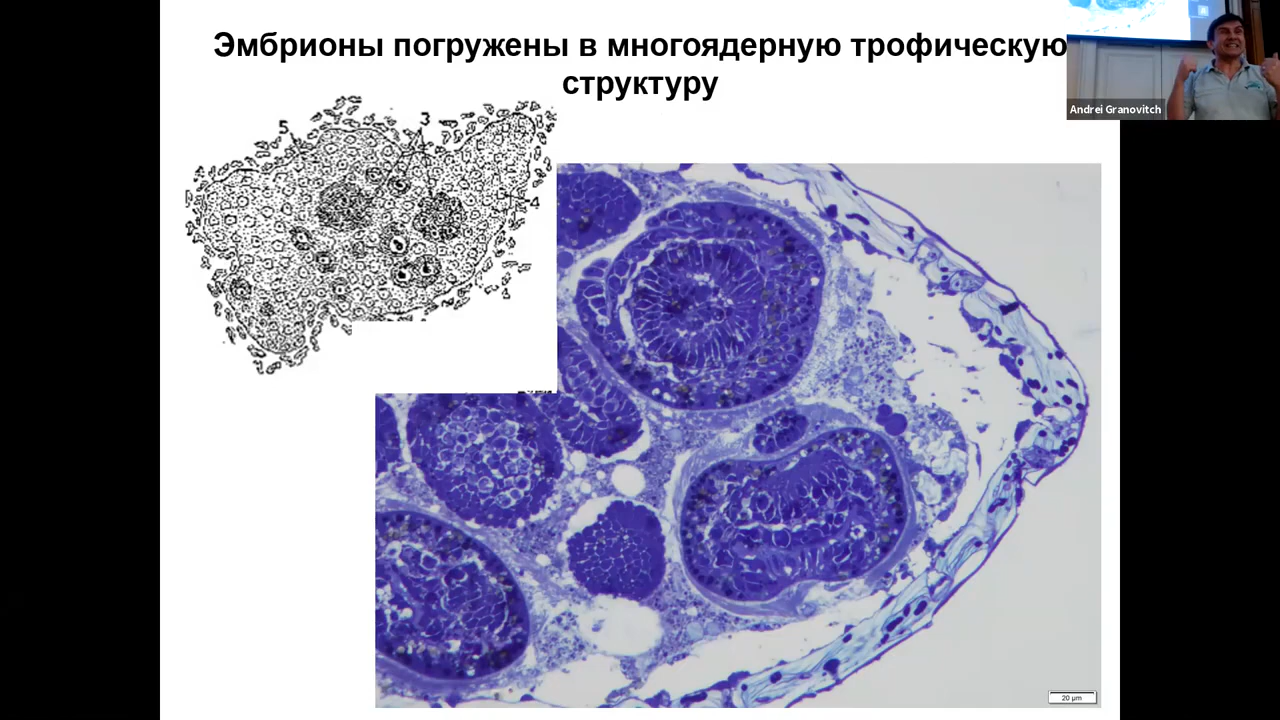 Эмбрионы погружены в многоядерную трофическую
структуру
Andrei Granovitch
5
3
4
20 µm